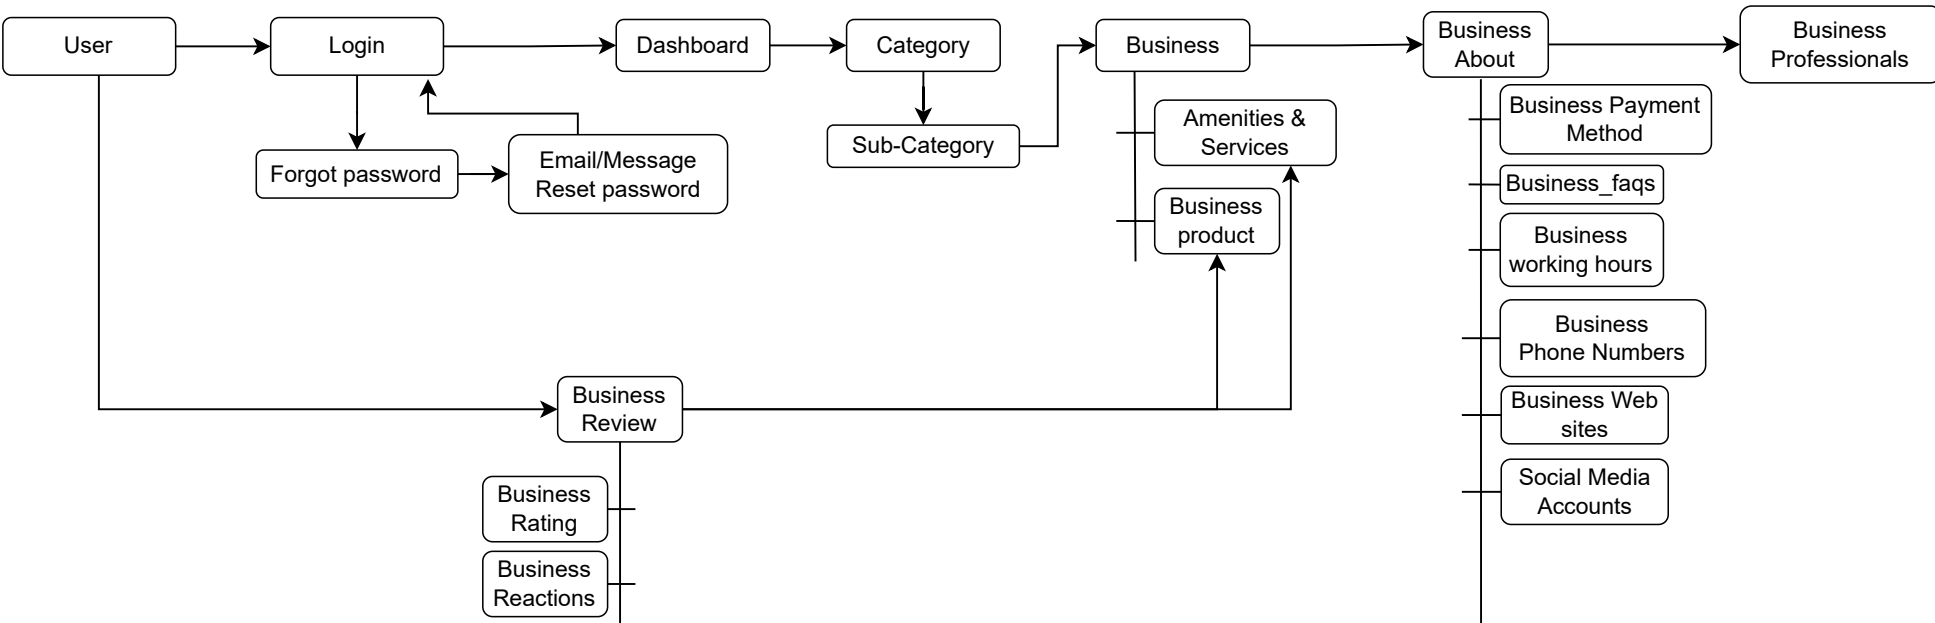 User
Login
Dashboard
Category
Business
Business
About
Business
Professionals
Forgot password
Email/Message
Reset password
Sub-Category
Amenities &
Services
Business
product
Business Payment
Method
Business_faqs
Business
working hours
Business
Phone Numbers
Business Web
sites
Social Media
Accounts
Business
Review
Business
Rating
Business
Reactions